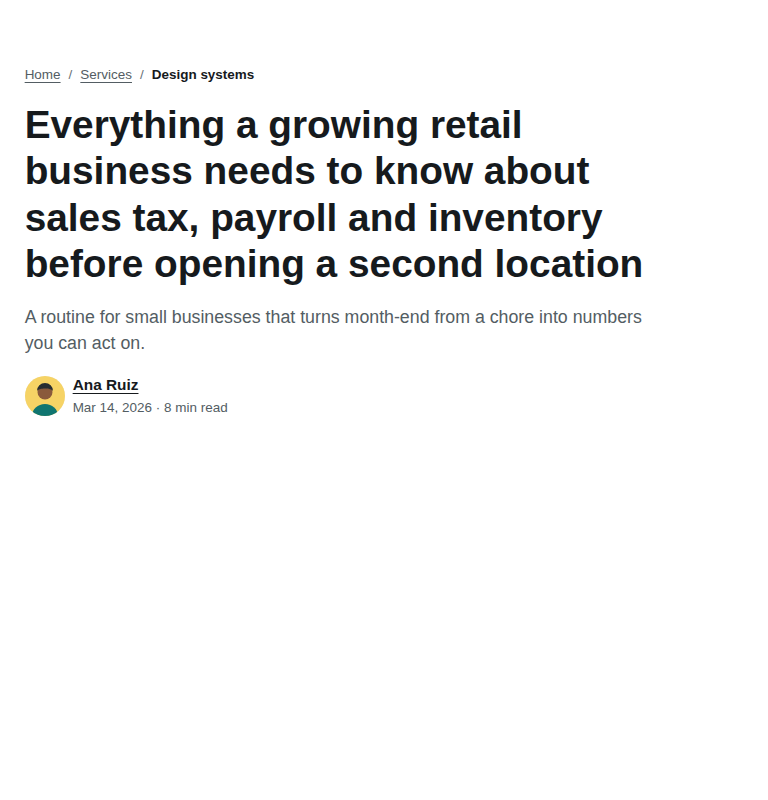 Home / Services / Design systems
Everything a growing retail
business needs to know about
sales tax, payroll and inventory
before opening a second location
A routine for small businesses that turns month-end from a chore into numbers
you can act on.
Ana Ruiz
Mar 14, 2026 · 8 min read